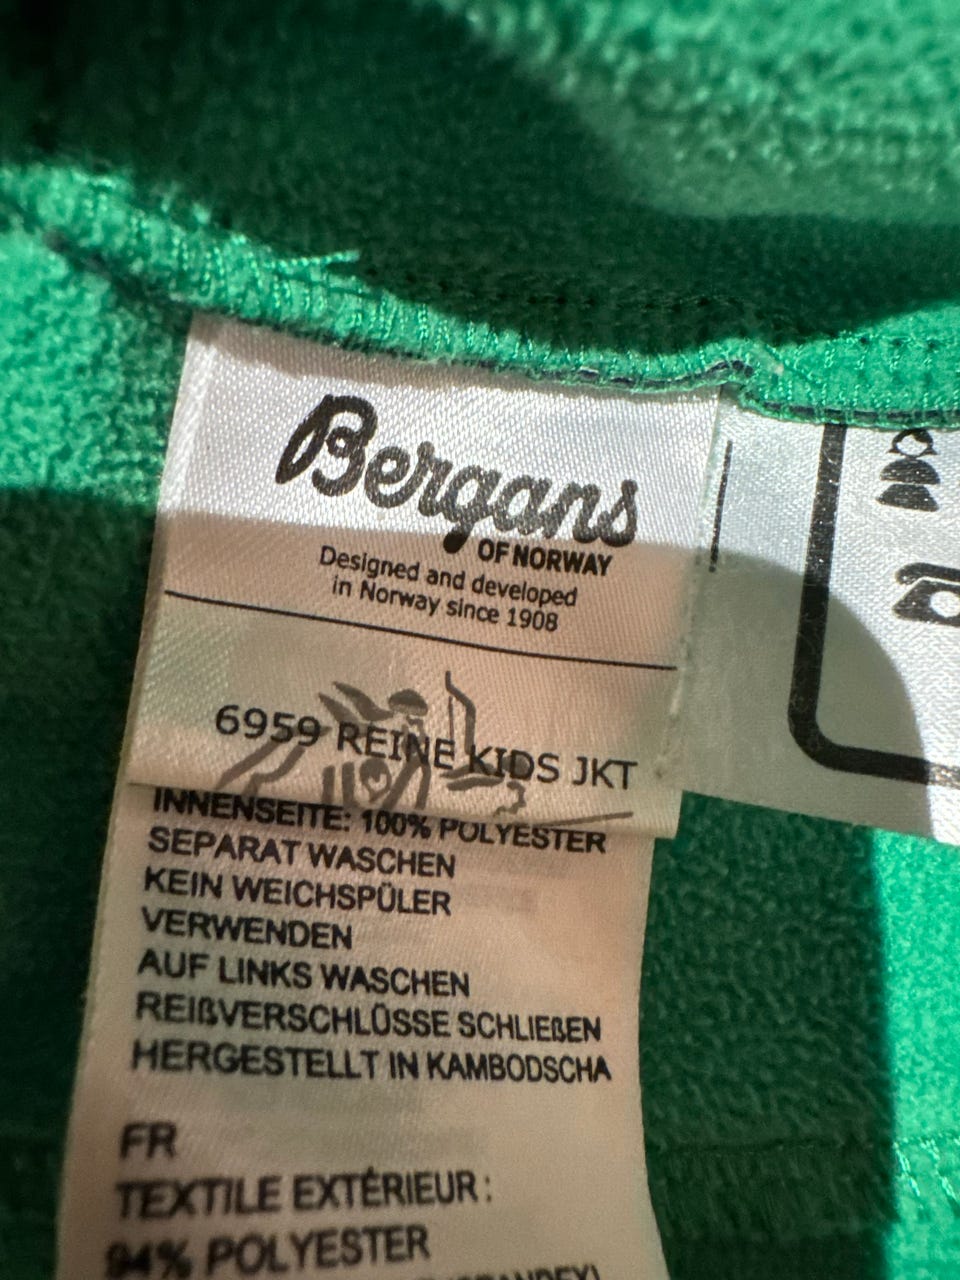 Bergans
OF NORWAY
Designed and developed
in Norway since 1908
6959 REINE KIDS JKT
INNENSEITE: 100% POLYESTER
SEPARAT WASCHEN
KEIN WEICHSPÜLER
VERWENDEN
AUF LINKS WASCHEN
REIßVERSCHLÜSSE SCHLIEßEN
HERGESTELLT IN KAMBODSCHA
FR
TEXTILE EXTÉRIEUR:
94% POLYESTER